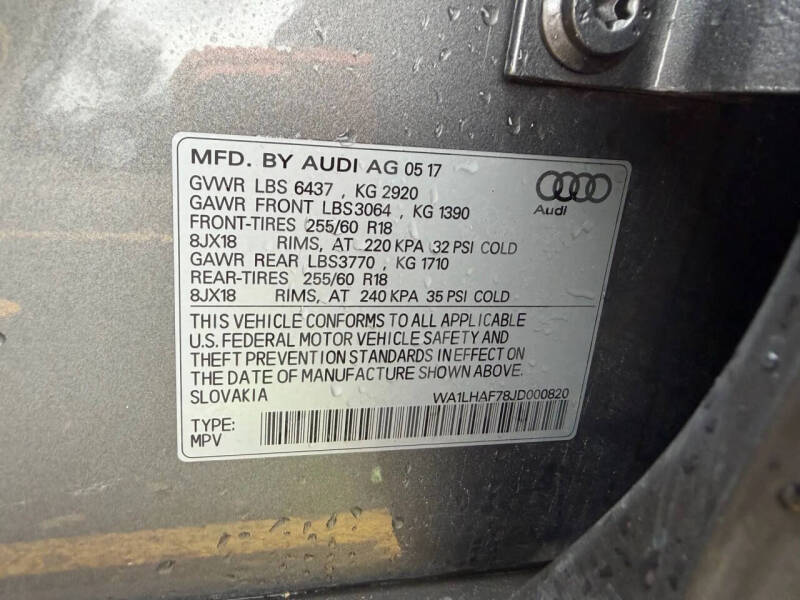 MFD. BY AUDI AG 05 17
GVWR LBS 6437 , KG 2920
GAWR FRONT LBS3064 , KG 1390
FRONT-TIRES 255/60 R18
8JX18 RIMS, AT 220 KPA 32 PSI COLD
GAWR REAR LBS3770 , KG 1710
REAR-TIRES 255/60 R18
8JX18 RIMS, AT 240 KPA 35 PSI COLD
Audi
THIS VEHICLE CONFORMS TO ALL APPLICABLE
U.S. FEDERAL MOTOR VEHICLE SAFETY AND
THEFT PREVENTION STANDARDS IN EFFECT ON
THE DATE OF MANUFACTURE SHOWN ABOVE.
SLOVAKIA WA1LHAF78JD000820
TYPE:
MPV